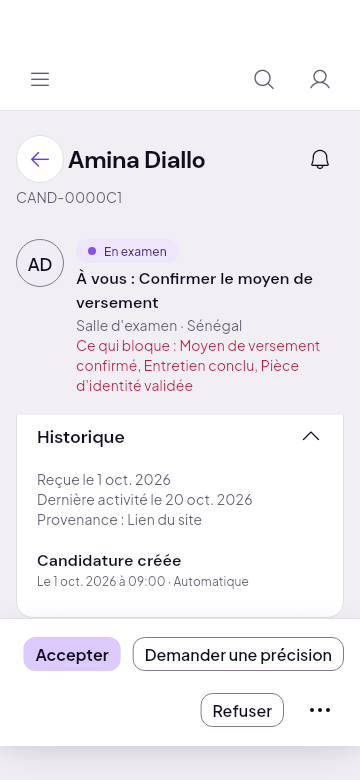 Amina Diallo
CAND-0000C1
AD
En examen
À vous : Confirmer le moyen de
versement
Salle d'examen · Sénégal
Ce qui bloque : Moyen de versement
confirmé, Entretien conclu, Pièce
d'identité validée
Historique
Reçue le 1 oct. 2026
Dernière activité le 20 oct. 2026
Provenance : Lien du site
Candidature créée
Le 1 oct. 2026 à 09:00 · Automatique
Accepter
Demander une précision
Refuser